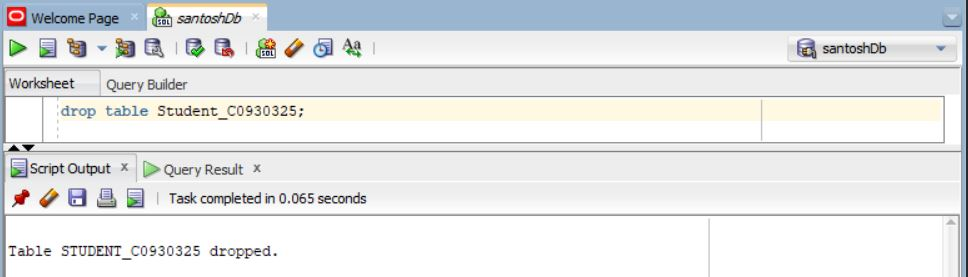 Welcome Page
santoshDb
SQL
santoshDb
Worksheet
Query Builder
drop table Student_C0930325;
Script Output
Query Result
Task completed in 0.065 seconds
Table STUDENT_C0930325 dropped.